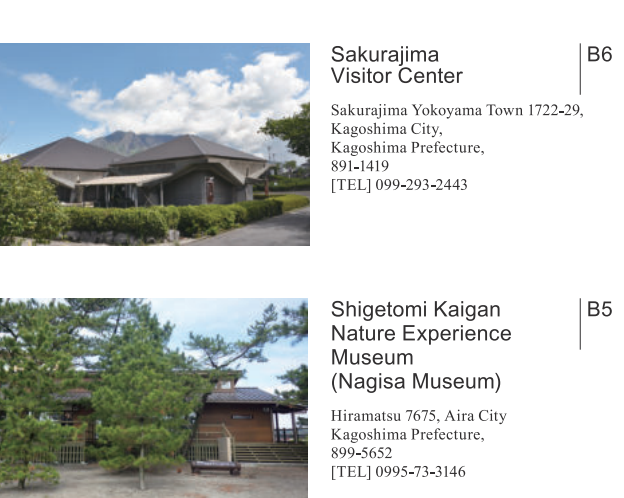 Sakurajima
Visitor Center
B6
Sakurajima Yokoyama Town 1722-29,
Kagoshima City,
Kagoshima Prefecture,
891-1419
[TEL] 099-293-2443
Shigetomi Kaigan
Nature Experience
Museum
(Nagisa Museum)
B5
Hiramatsu 7675, Aira City
Kagoshima Prefecture,
899-5652
[TEL] 0995-73-3146